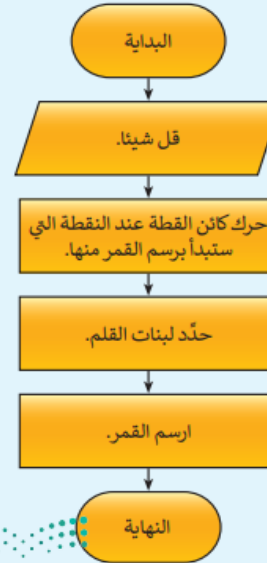 البداية
قل شيئا.
حرك كائن القطة عند النقطة التي
ستبدأ برسم القمر منها.
حدَّد لبنات القلم.
ارسم القمر.
النهاية